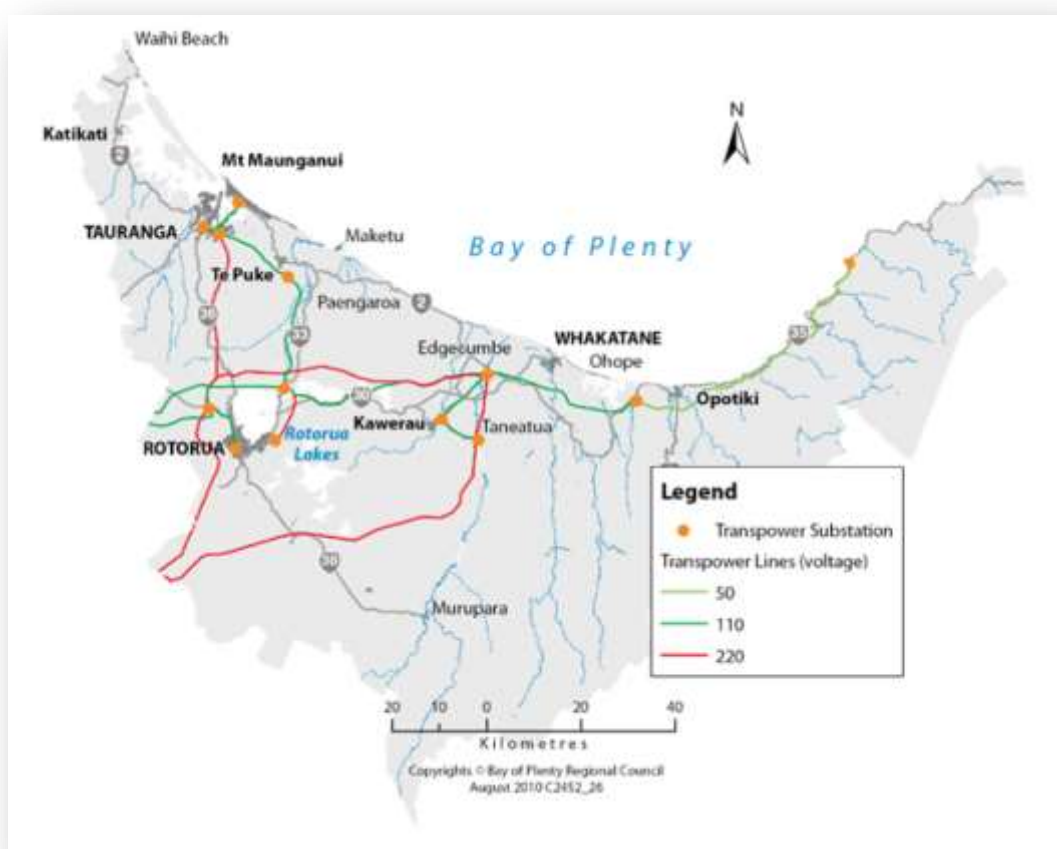 Waihi Beach
N
Katikati
2
Mt Maunganui
TAURANGA
Maketu
Bay of Plenty
Te Puke
Paengaroa
2
36
33
35
WHAKATANE
Edgecumbe
Ohope
30
Opotiki
Kawerau
Taneatua
ROTORUA
Rotorua
Lakes
Legend
Transpower Substation
Transpower Lines (voltage)
50
110
220
38
Murupara
20 10 0 20 40
Kilometres
Copyrights © Bay of Plenty Regional Council
August 2010 C2452_26